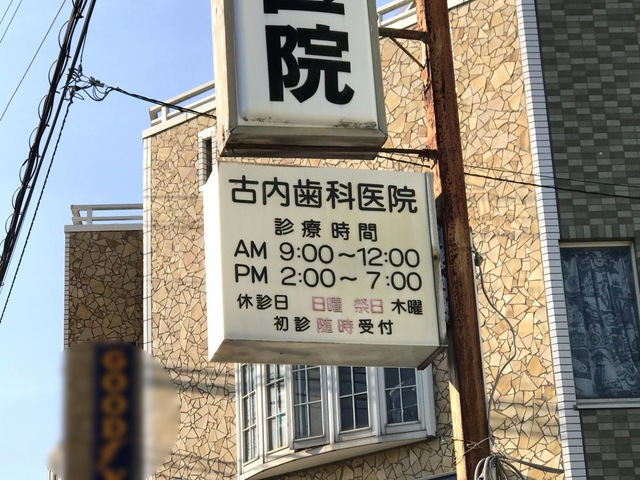 医院
古内歯科医院
診療時間
AM 9:00～12:00
PM 2:00～7:00
休診日 日曜 祭日 木曜
初診随時受付